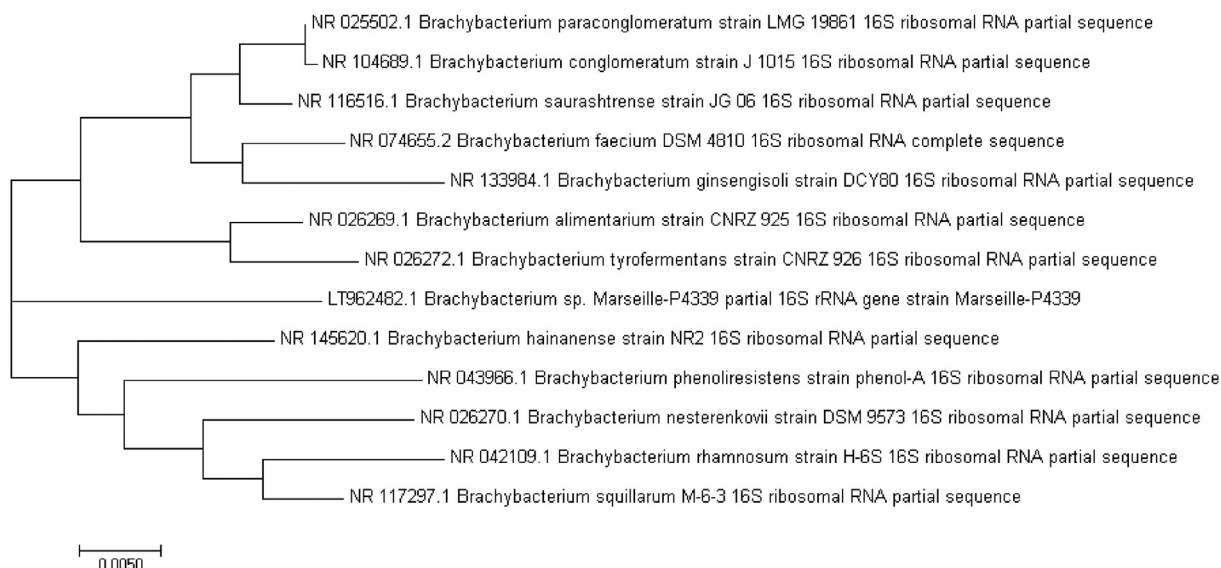 NR 025502.1 Brachybacterium paraconglomeratum strain LMG 19861 16S ribosomal RNA partial sequence
NR 104689.1 Brachybacterium conglomeratum strain J 1015 16S ribosomal RNA partial sequence
NR 116516.1 Brachybacterium saurashtrense strain JG 06 16S ribosomal RNA partial sequence
NR 074655.2 Brachybacterium faecium DSM 4810 16S ribosomal RNA complete sequence
NR 133984.1 Brachybacterium ginsengisoli strain DCY80 16S ribosomal RNA partial sequence
NR 026269.1 Brachybacterium alimentarium strain CNRZ 925 16S ribosomal RNA partial sequence
NR 026272.1 Brachybacterium tyrofermentans strain CNRZ 926 16S ribosomal RNA partial sequence
LT962482.1 Brachybacterium sp. Marseille-P4339 partial 16S rRNA gene strain Marseille-P4339
NR 145620.1 Brachybacterium hainanense strain NR2 16S ribosomal RNA partial sequence
NR 043966.1 Brachybacterium phenoliresistens strain phenol-A 16S ribosomal RNA partial sequence
NR 026270.1 Brachybacterium nesterenkovii strain DSM 9573 16S ribosomal RNA partial sequence
NR 042109.1 Brachybacterium rhamnosum strain H-6S 16S ribosomal RNA partial sequence
NR 117297.1 Brachybacterium squillarum M-6-3 16S ribosomal RNA partial sequence
0.0050